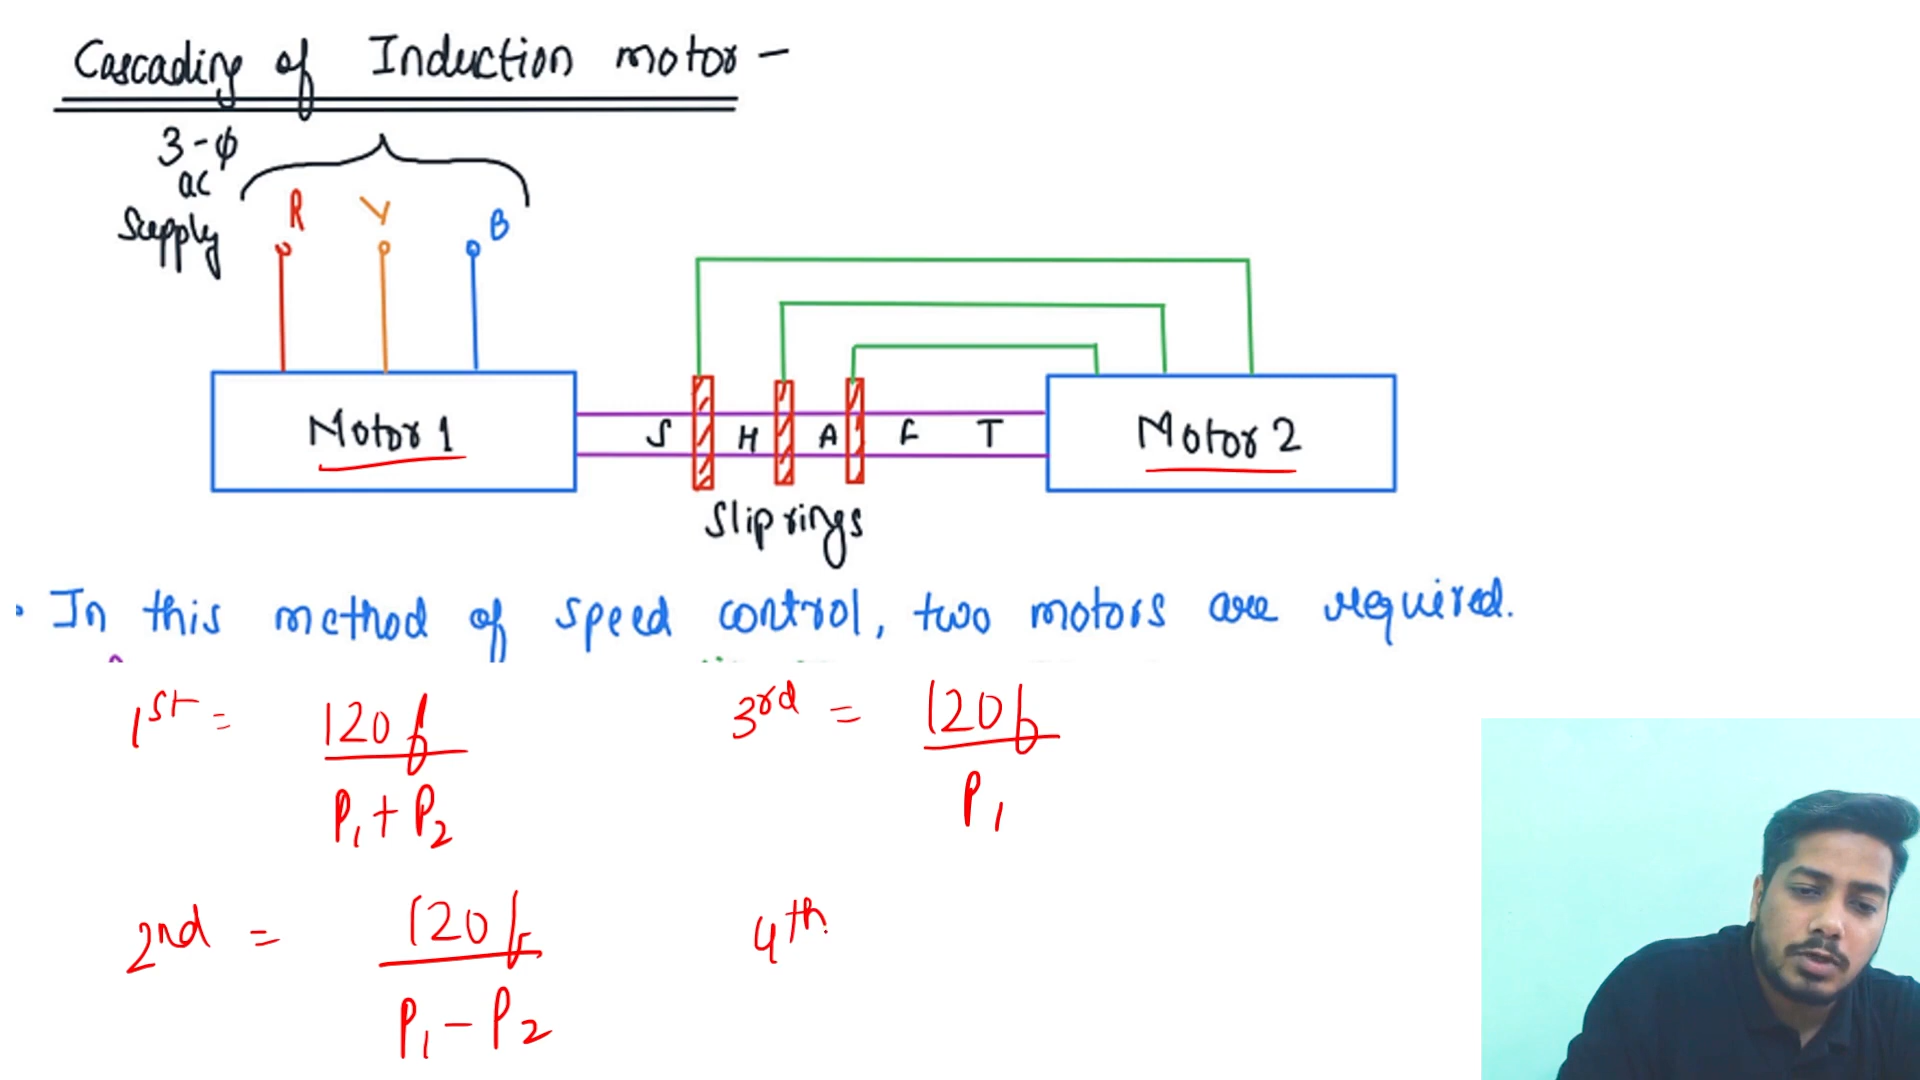 Cascading of Induction motor -
3-ϕ
ac
Supply
R Y B
Motor 1
S H A F T
Motor 2
Slip rings
• In this method of speed control, two motors are required.
1st = 120f / P1 + P2
3rd = 120f / P1
2nd = 120f / P1 - P2
4th